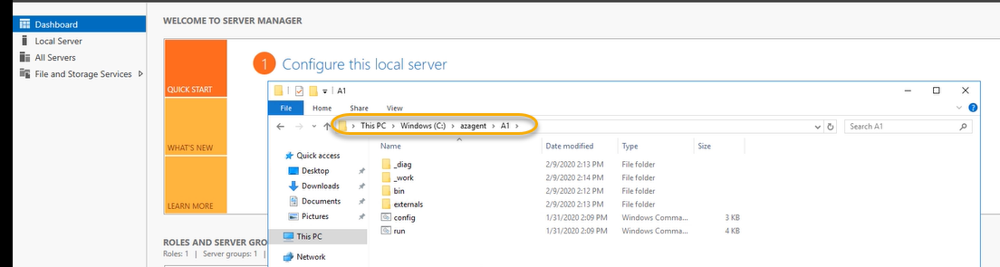 WELCOME TO SERVER MANAGER
Dashboard
Local Server
All Servers
File and Storage Services
QUICK START
WHAT'S NEW
LEARN MORE
1 Configure this local server
A1
File Home Share View
This PC > Windows (C:) > azagent > A1 >
Search A1
Name Date modified Type Size
Quick access
Desktop
Downloads
Documents
Pictures
This PC
Network
_diag 2/9/2020 2:13 PM File folder
_work 2/9/2020 2:14 PM File folder
bin 2/9/2020 2:12 PM File folder
externals 2/9/2020 2:13 PM File folder
config 1/31/2020 2:09 PM Windows Comma... 3 KB
run 1/31/2020 2:09 PM Windows Comma... 4 KB
ROLES AND SERVER GRO
Roles: 1 | Server groups: 1 |